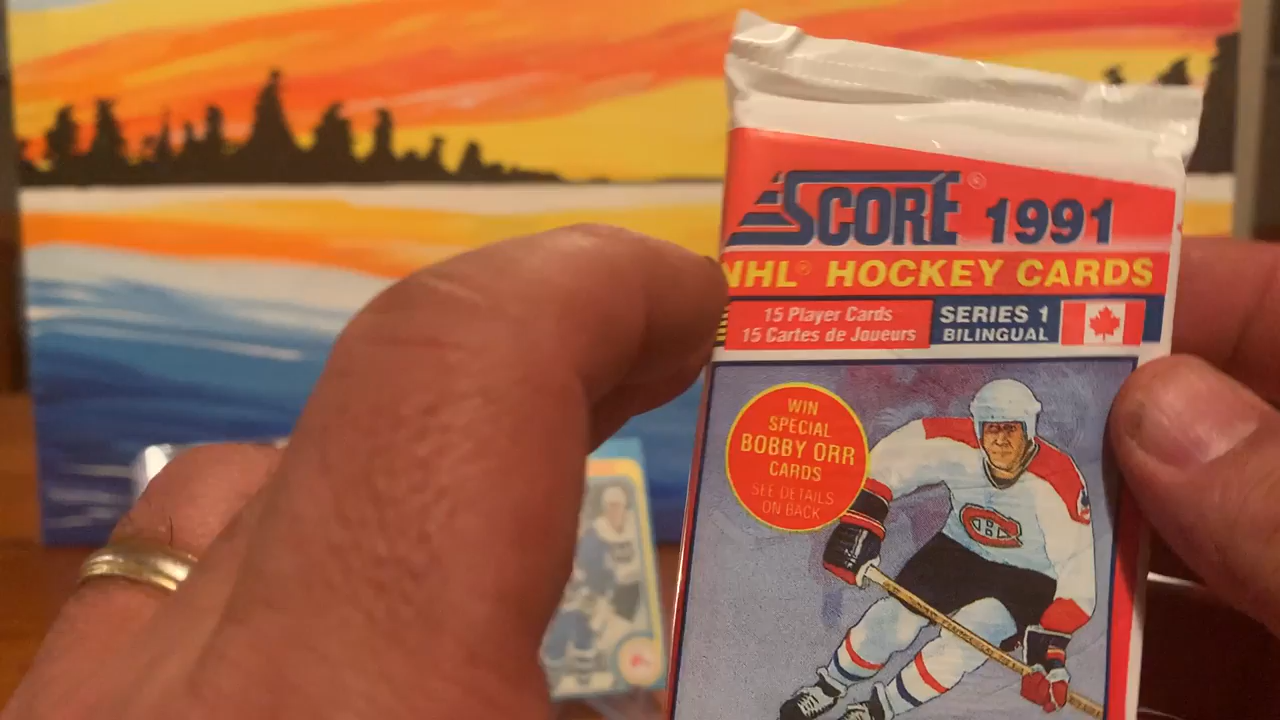 SCORE® 1991
NHL® HOCKEY CARDS
15 Player Cards
15 Cartes de Joueurs
SERIES 1
BILINGUAL
WIN
SPECIAL
BOBBY ORR
CARDS
SEE DETAILS
ON BACK